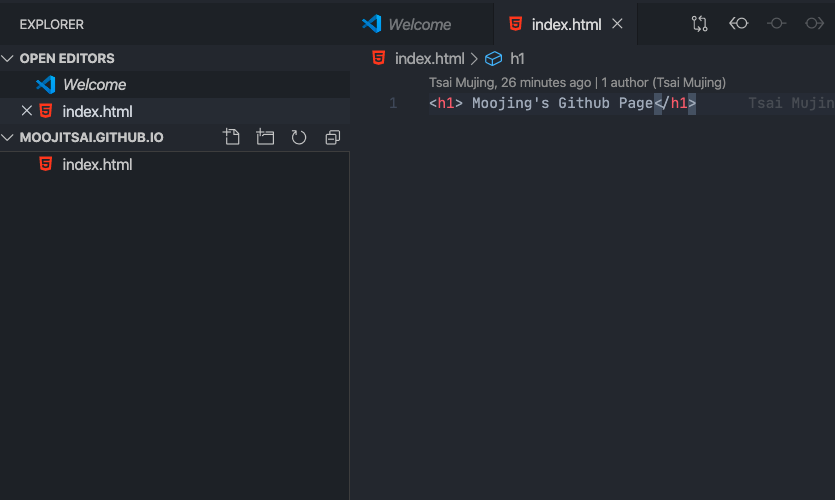 EXPLORER
OPEN EDITORS
Welcome
index.html
MOOJITSAI.GITHUB.IO
index.html
Welcome
index.html
index.html > h1
Tsai Mujing, 26 minutes ago | 1 author (Tsai Mujing)
1 <h1> Moojing's Github Page</h1> Tsai Mujin